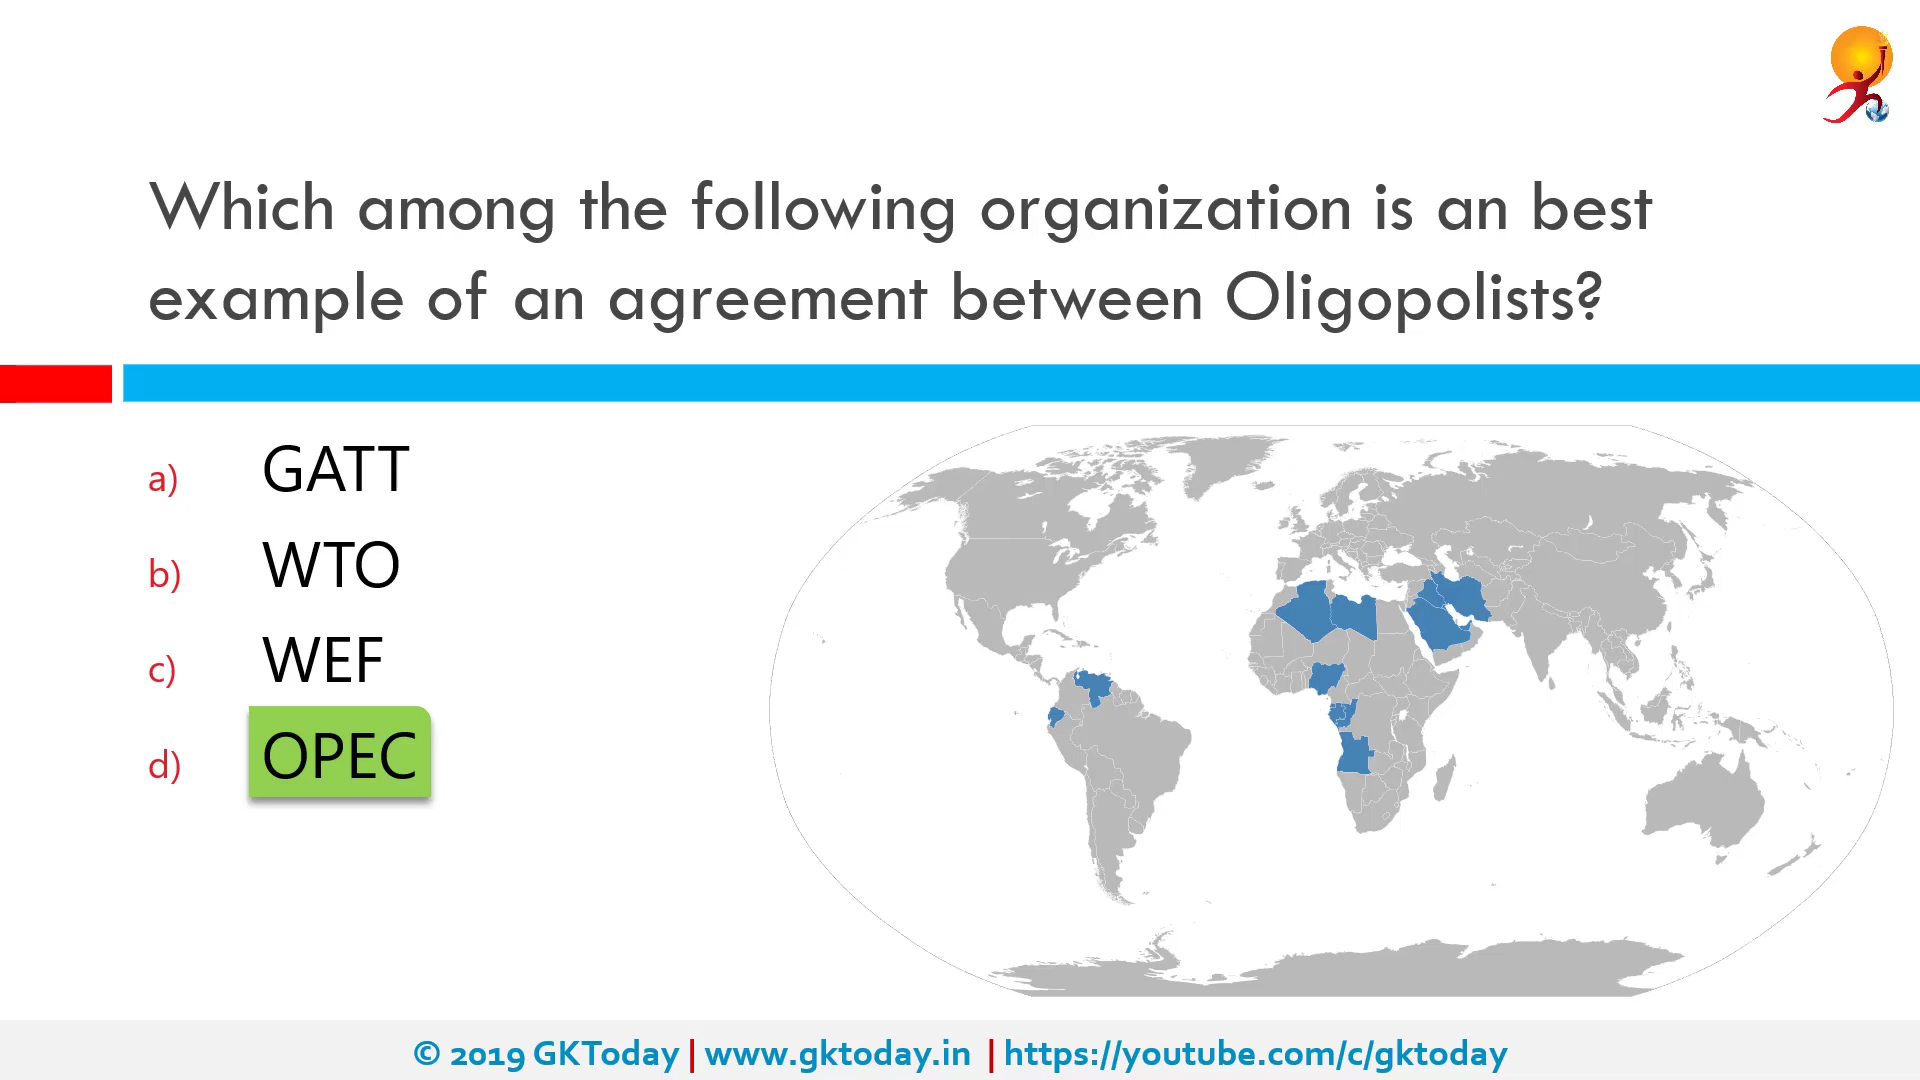 Which among the following organization is an best
example of an agreement between Oligopolists?
a) GATT
b) WTO
c) WEF
d) OPEC
© 2019 GKToday | www.gktoday.in | https://youtube.com/c/gktoday